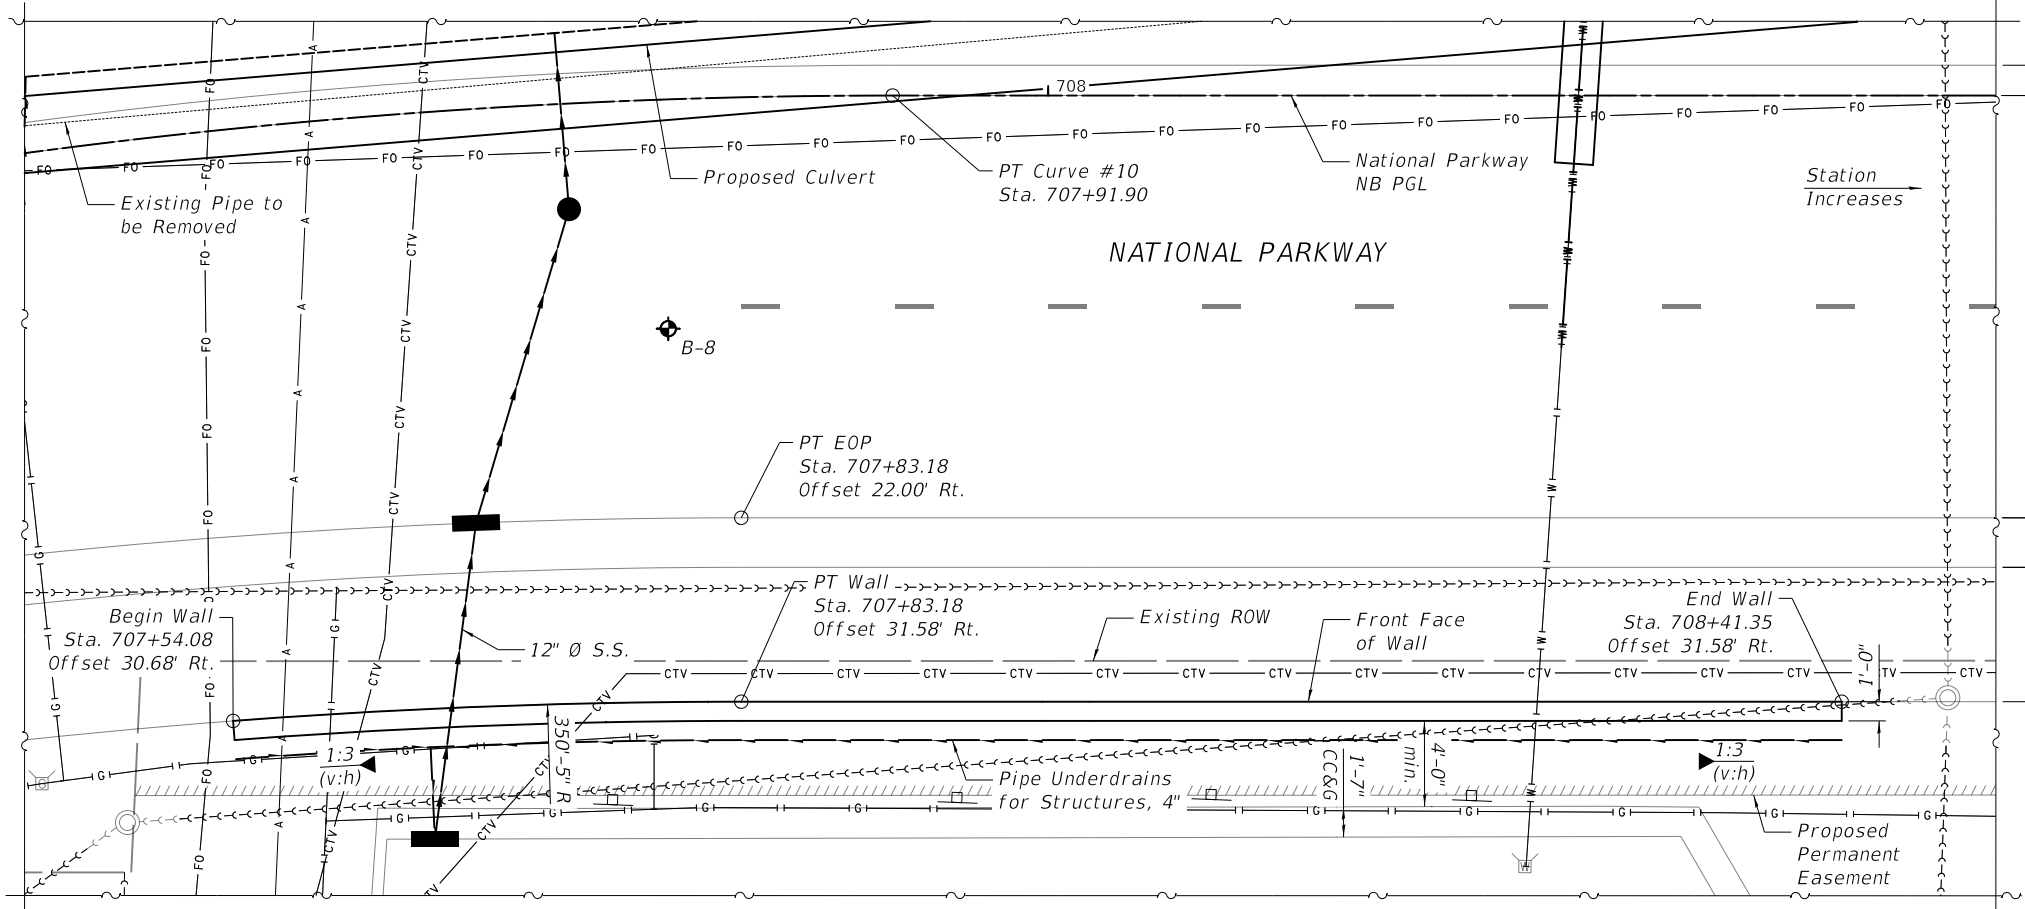 708
PT Curve #10
Sta. 707+91.90
Proposed Culvert
National Parkway
NB PGL
Station
Increases
Existing Pipe to
be Removed
NATIONAL PARKWAY
B-8
PT EOP
Sta. 707+83.18
Offset 22.00' Rt.
PT Wall
Sta. 707+83.18
Offset 31.58' Rt.
Begin Wall
Sta. 707+54.08
Offset 30.68' Rt.
12" Ø S.S.
Existing ROW
Front Face
of Wall
End Wall
Sta. 708+41.35
Offset 31.58' Rt.
1'-0"
350'-5" R
1:3
(v:h)
Pipe Underdrains
for Structures, 4"
1'-7"
CC&G
4'-0"
min.
1:3
(v:h)
Proposed
Permanent
Easement
FO
A
CTV
G
W